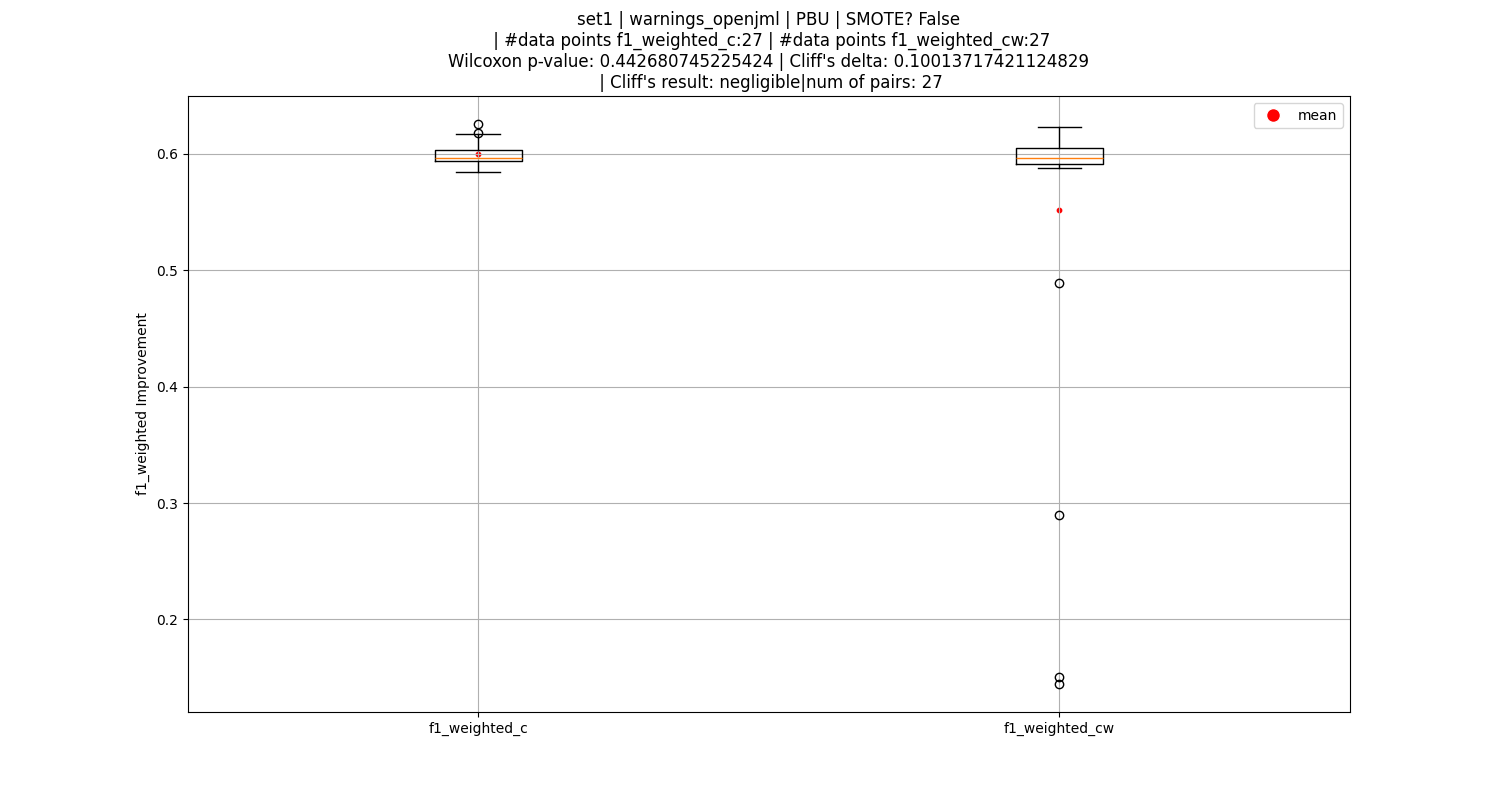 set1 | warnings_openjml | PBU | SMOTE? False
| #data points f1_weighted_c:27 | #data points f1_weighted_cw:27
Wilcoxon p-value: 0.442680745225424 | Cliff's delta: 0.10013717421124829
| Cliff's result: negligible|num of pairs: 27
mean
0.6
0.5
0.4
0.3
0.2
f1_weighted Improvement
f1_weighted_c
f1_weighted_cw